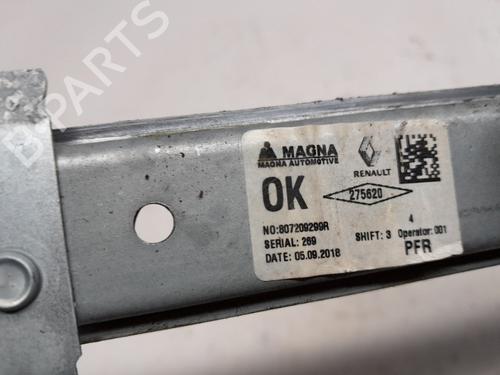 B-PARTS
MAGNA
MAGNA AUTOMOTIVE
RENAULT
OK
275620
NO:807209299R
4
SERIAL: 269
SHIFT: 3 Operator:001
DATE: 05.09.2018
PFR